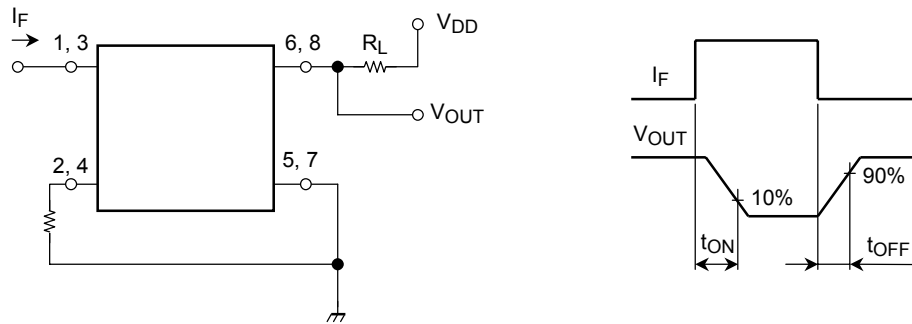 IF
1, 3
6, 8
RL
VDD
VOUT
2, 4
5, 7
IF
VOUT
10%
90%
tON
tOFF